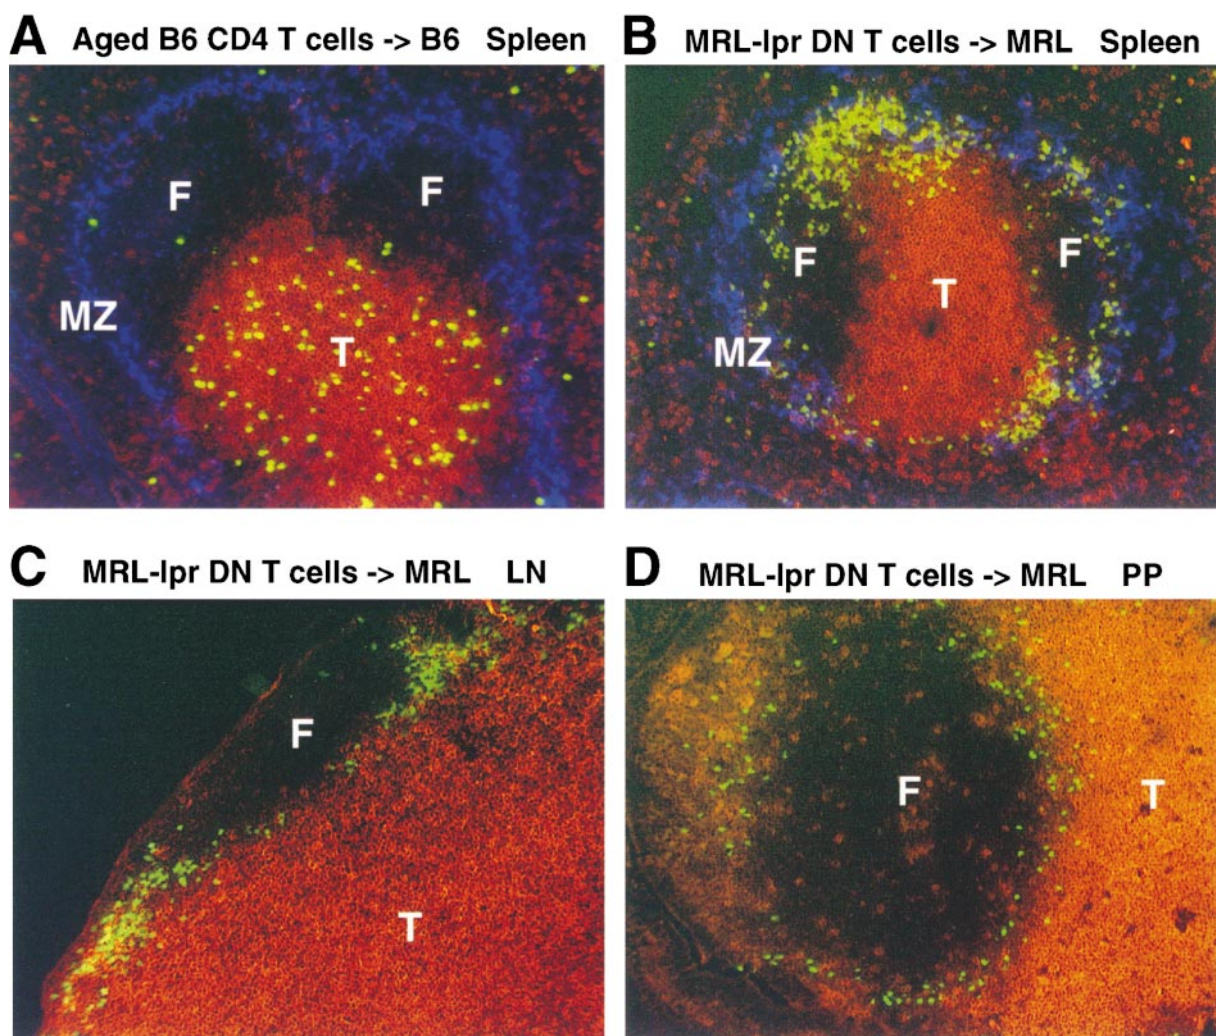 A Aged B6 CD4 T cells -> B6 Spleen
F
F
MZ
T
B MRL-lpr DN T cells -> MRL Spleen
F
F
T
MZ
C MRL-lpr DN T cells -> MRL LN
F
T
D MRL-lpr DN T cells -> MRL PP
F
T